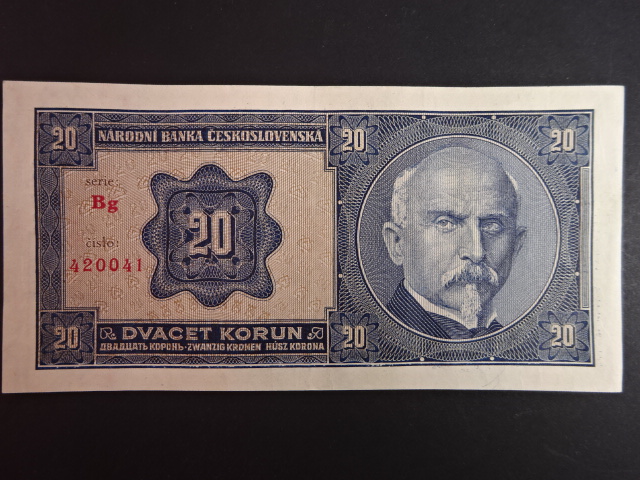 20 NÁRODNÍ BANKA ČESKOSLOVENSKÁ 20 20
serie:
Bg
20
číslo:
420041
20 DVACET KORUN 20 20
ДВАДЦАТЬ КОРОНЪ·ZWANZIG KRONEN HÚSZ KORONA